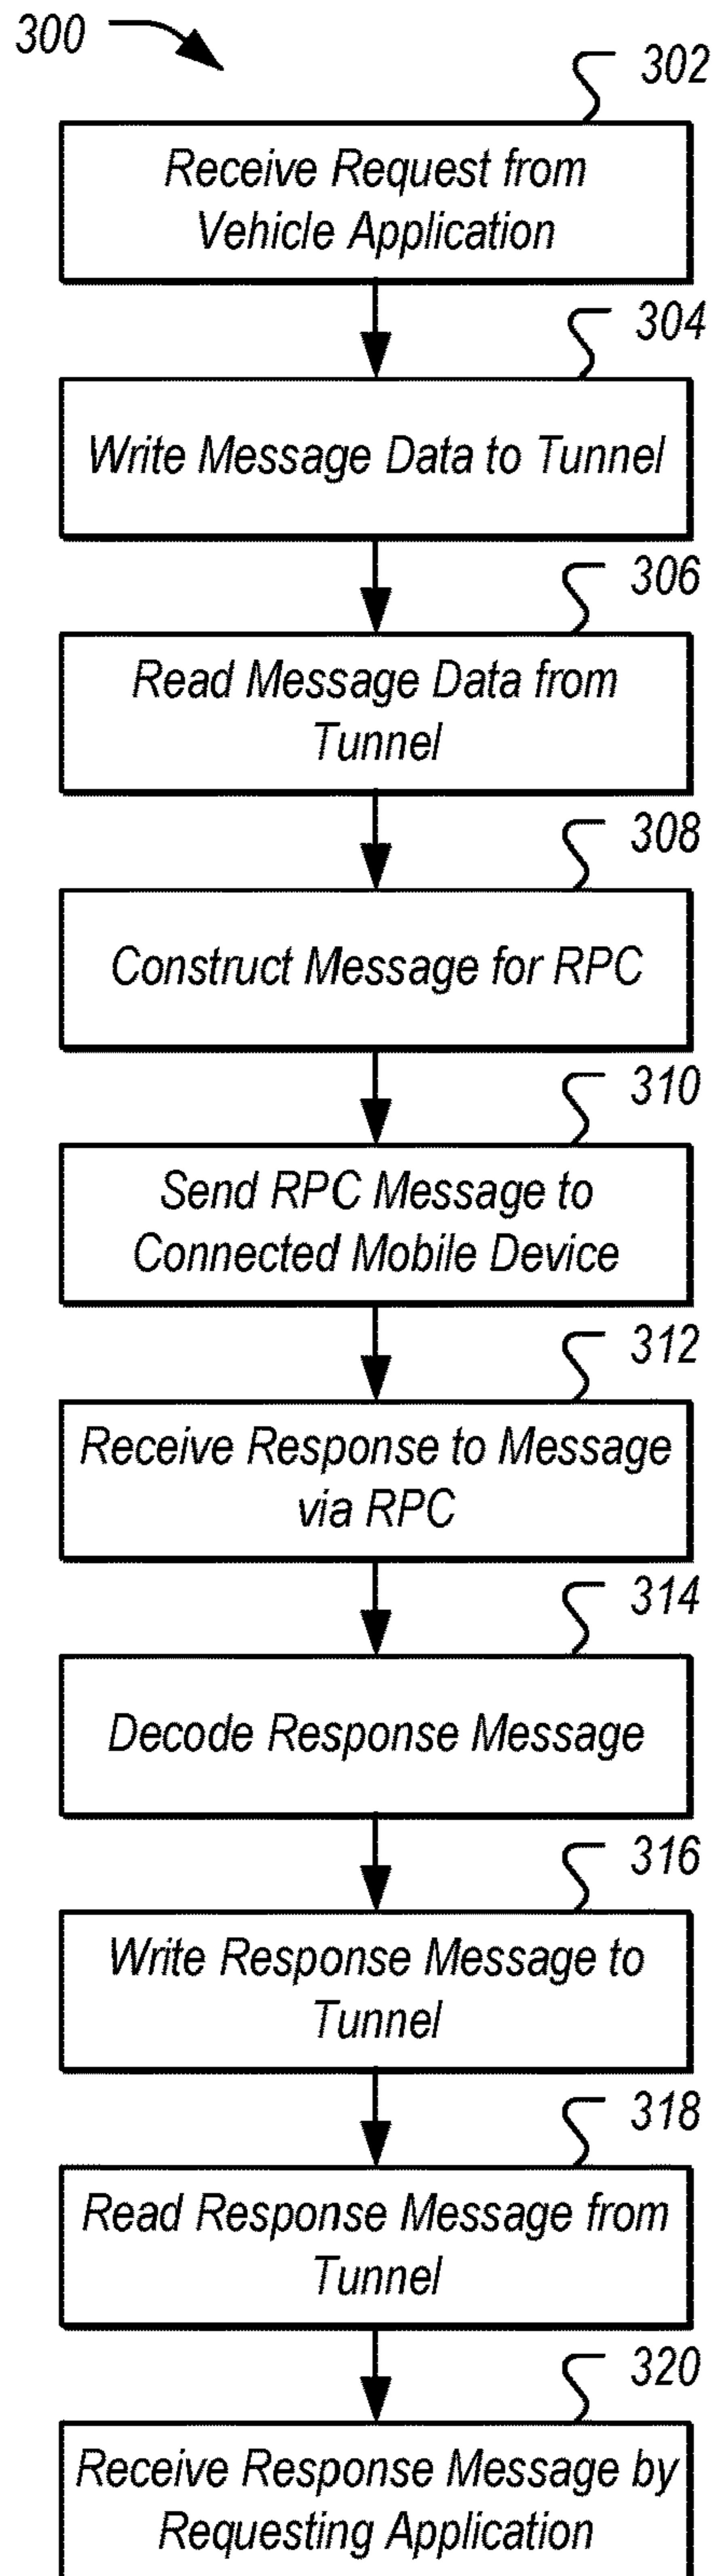 300
302
Receive Request from
Vehicle Application
304
Write Message Data to Tunnel
306
Read Message Data from
Tunnel
308
Construct Message for RPC
310
Send RPC Message to
Connected Mobile Device
312
Receive Response to Message
via RPC
314
Decode Response Message
316
Write Response Message to
Tunnel
318
Read Response Message from
Tunnel
320
Receive Response Message by
Requesting Application